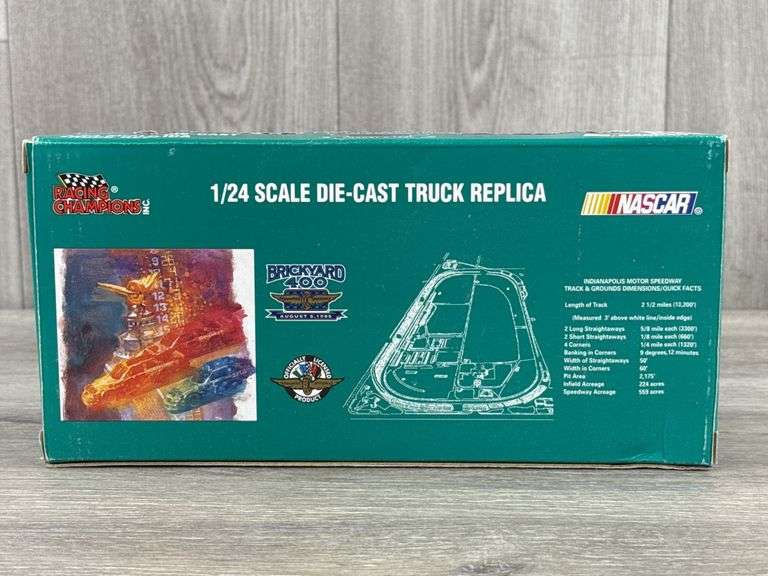 RACING®
CHAMPIONS INC.
1/24 SCALE DIE-CAST TRUCK REPLICA
NASCAR®
BRICKYARD
400
AUGUST 5, 1995
OFFICIALLY LICENSED
PRODUCT
INDIANAPOLIS MOTOR SPEEDWAY
TRACK & GROUNDS DIMENSIONS/QUICK FACTS
Length of Track 2 1/2 miles (13,200')
(Measured 3' above white line/inside edge)
2 Long Straightaways 5/8 mile each (3300')
2 Short Straightaways 1/8 mile each (660')
4 Corners 1/4 mile each (1320')
Banking in Corners 9 degrees, 12 minutes
Width of Straightaways 50'
Width in Corners 60'
Pit Area 2,175'
Infield Acreage 224 acres
Speedway Acreage 559 acres